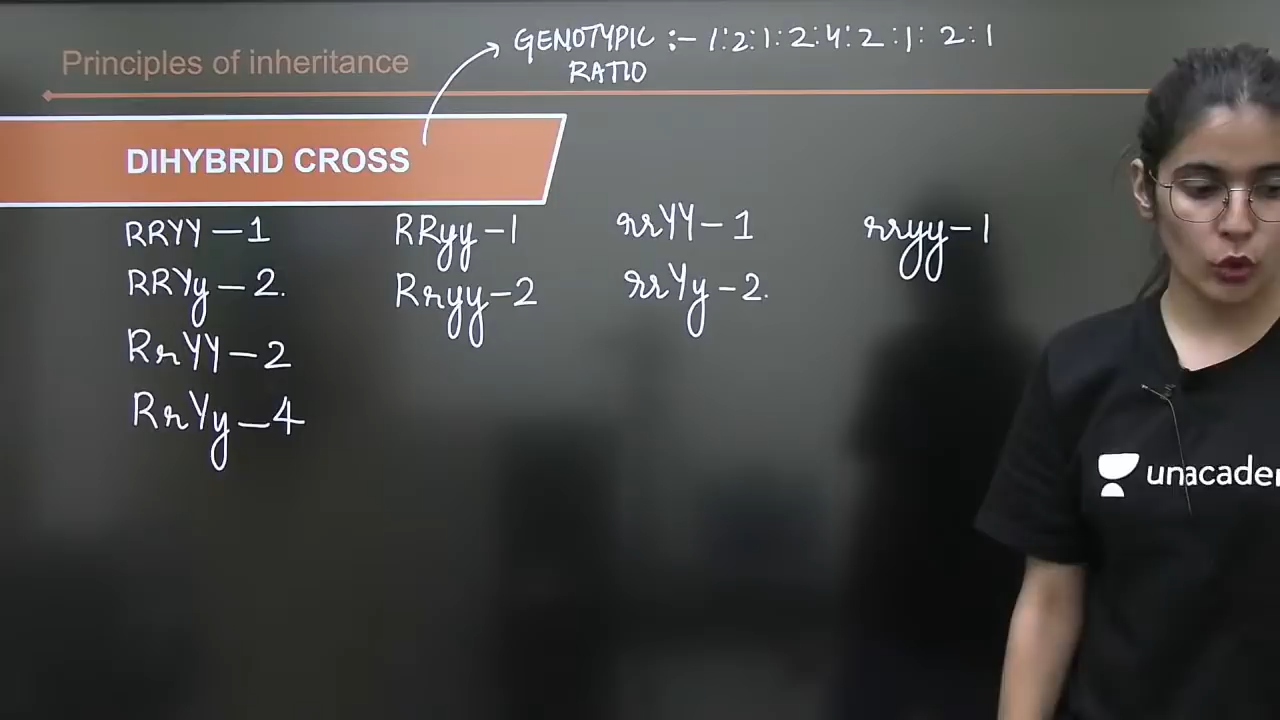 GENOTYPIC :- 1:2:1:2:4:2:1:2:1
RATIO
Principles of inheritance
DIHYBRID CROSS
RRYY - 1
RRYy - 2.
RrYY - 2
RrYy - 4
RRyy - 1
Rryy - 2
rrYY - 1
rrYy - 2.
rryy - 1
unacade